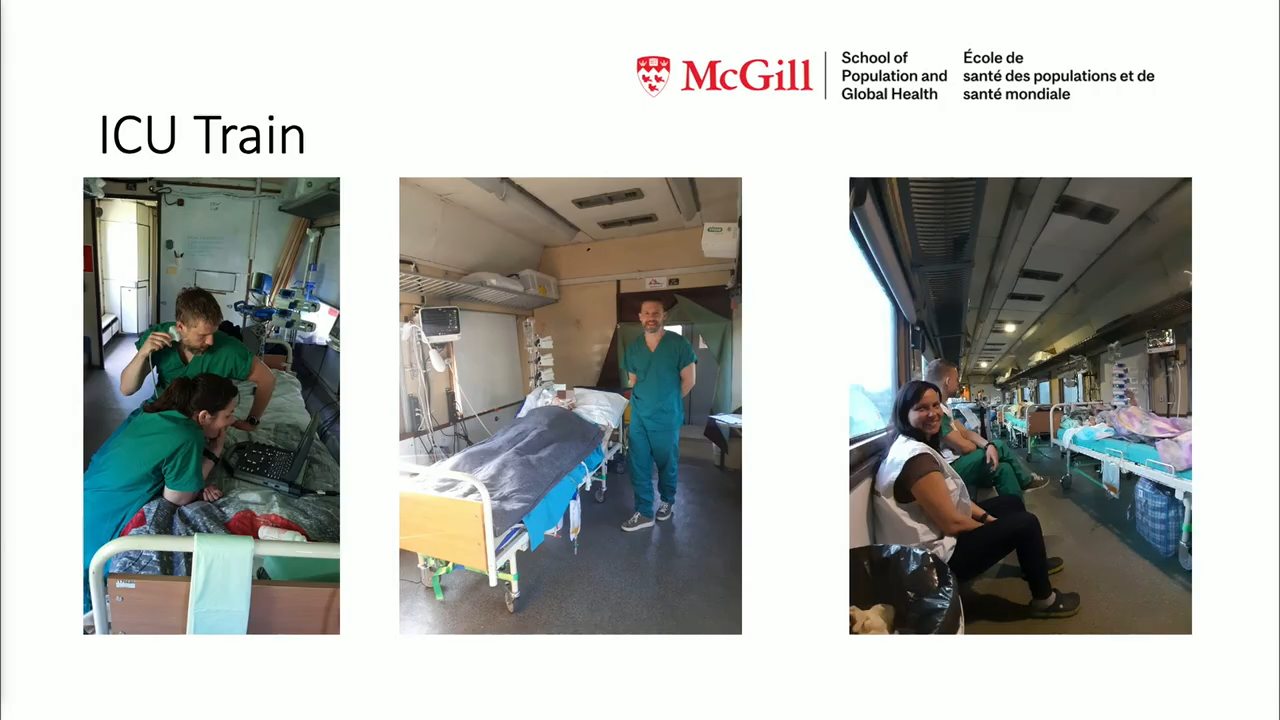 McGill
School of
Population and
Global Health
École de
santé des populations et de
santé mondiale
ICU Train